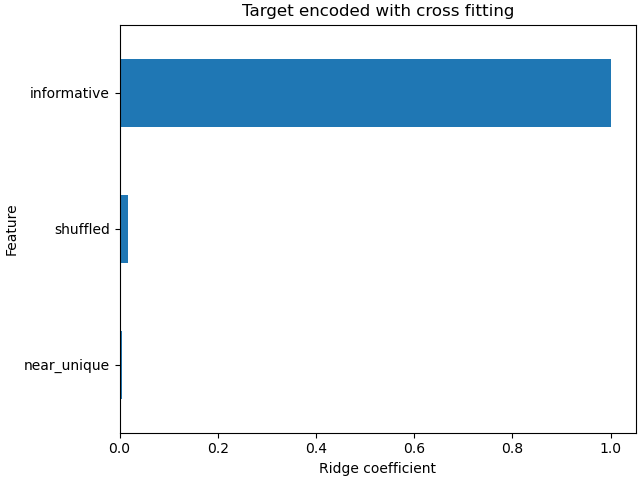 Target encoded with cross fitting
informative
shuffled
near_unique
Feature
0.0 0.2 0.4 0.6 0.8 1.0
Ridge coefficient